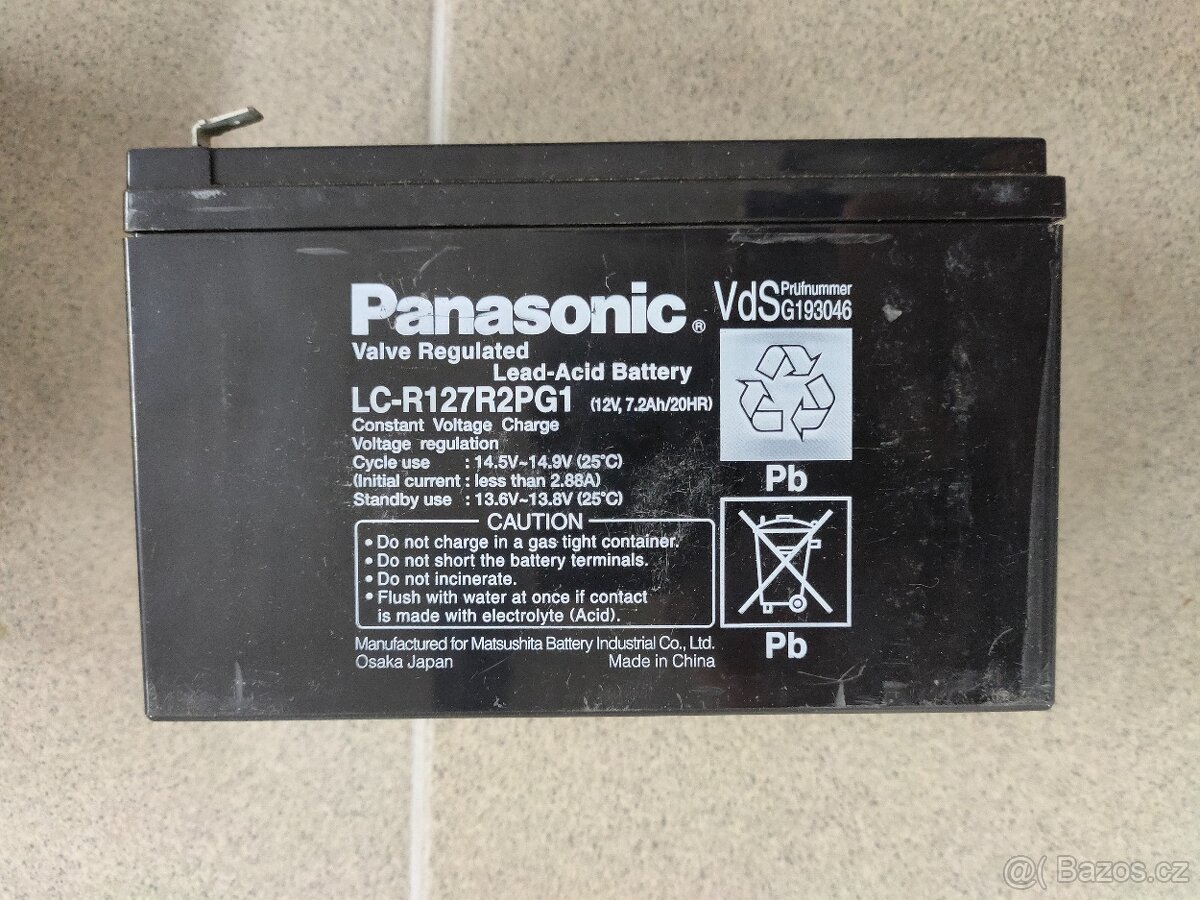 Panasonic®
VdS Prüfnummer
G193046
Valve Regulated
Lead-Acid Battery
LC-R127R2PG1 (12V, 7.2Ah/20HR)
Constant Voltage Charge
Voltage regulation
Cycle use : 14.5V~14.9V (25°C)
(Initial current : less than 2.88A)
Standby use : 13.6V~13.8V (25°C)
Pb
CAUTION
• Do not charge in a gas tight container.
• Do not short the battery terminals.
• Do not incinerate.
• Flush with water at once if contact
is made with electrolyte (Acid).
Pb
Manufactured for Matsushita Battery Industrial Co., Ltd.
Osaka Japan Made in China
@( Bazos.cz